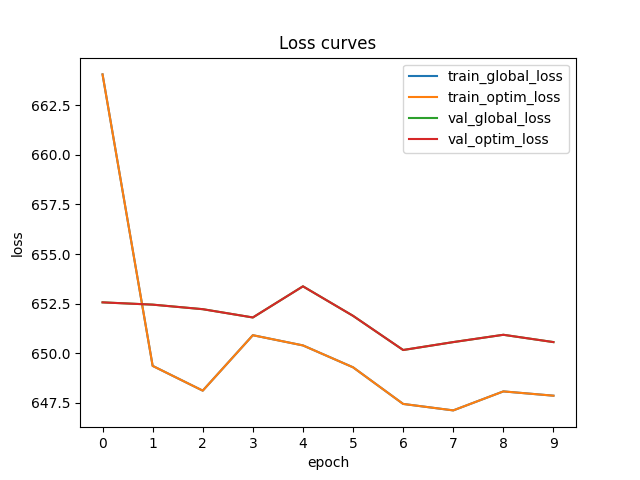 Loss curves
train_global_loss
train_optim_loss
val_global_loss
val_optim_loss
662.5
660.0
657.5
655.0
652.5
650.0
647.5
loss
0 1 2 3 4 5 6 7 8 9
epoch